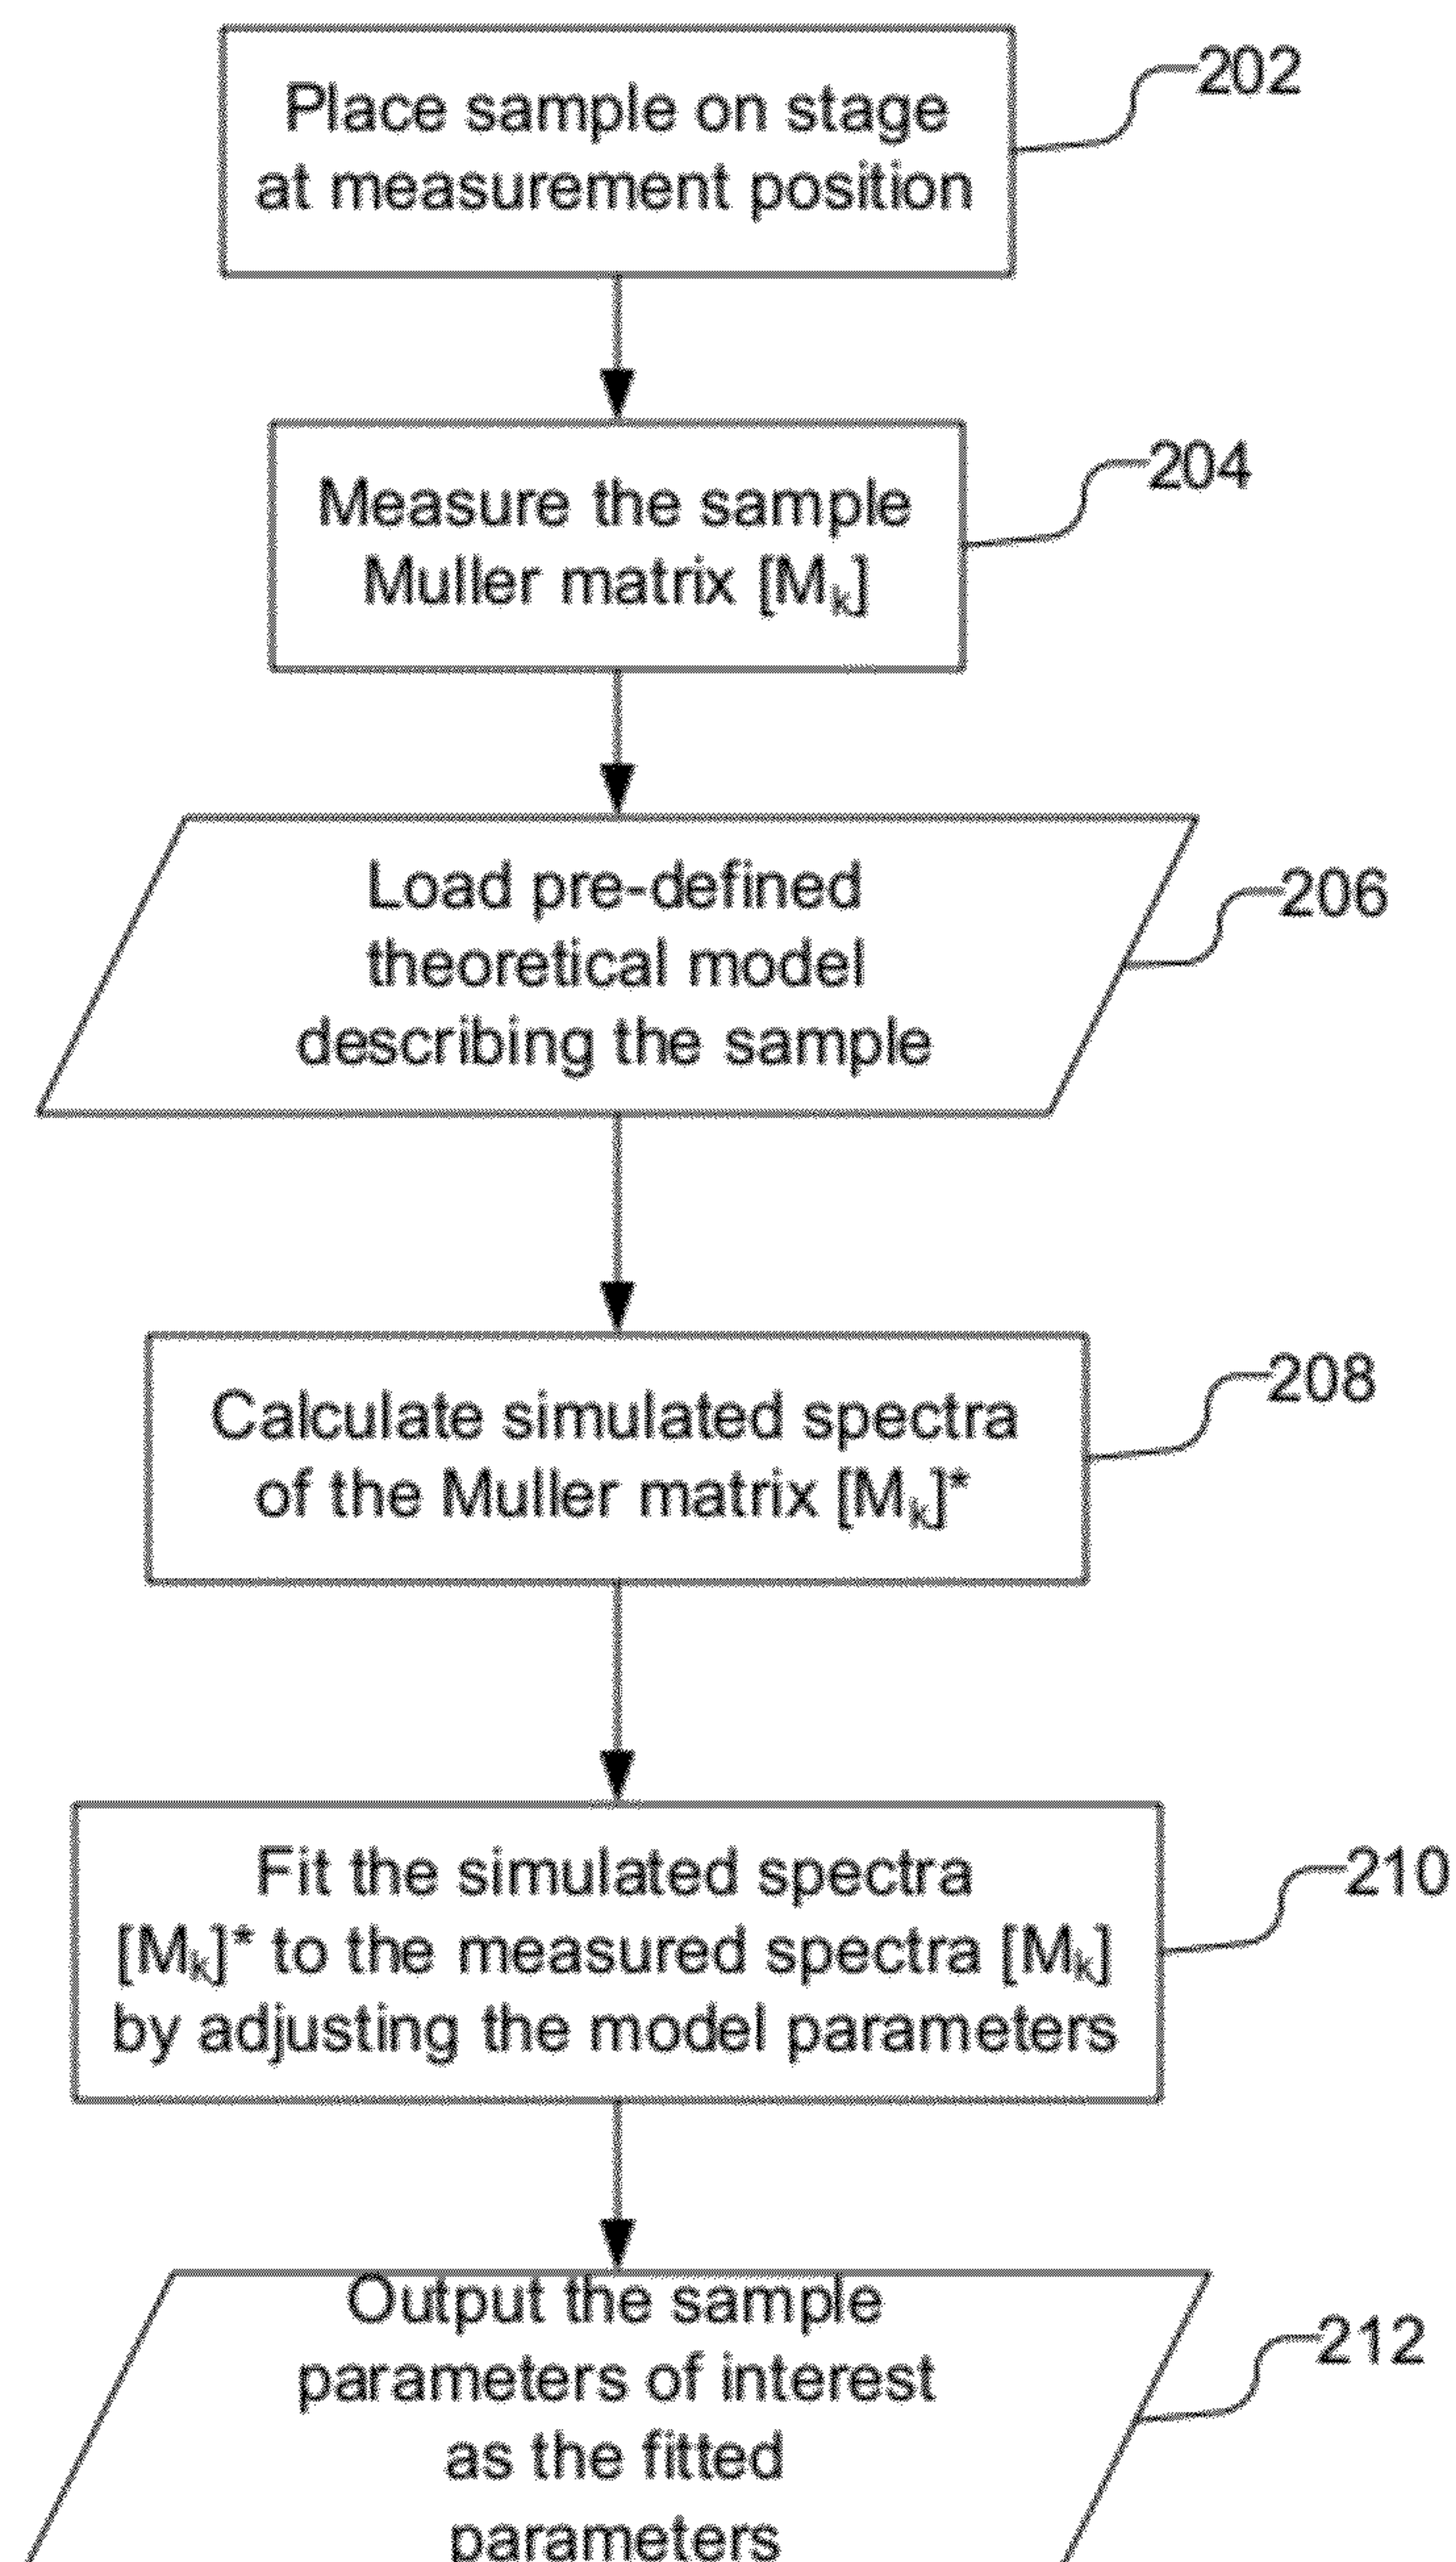 Place sample on stage
at measurement position
202
Measure the sample
Muller matrix [Mk]
204
Load pre-defined
theoretical model
describing the sample
206
Calculate simulated spectra
of the Muller matrix [Mk]*
208
Fit the simulated spectra
[Mk]* to the measured spectra [Mk]
by adjusting the model parameters
210
Output the sample
parameters of interest
as the fitted
parameters
212